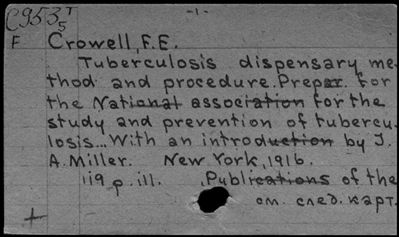 C953 T
5
-1-
F Crowell, F.E.
Tuberculosis dispensary me-
thod and procedure. Prepar. for
the National association for the
study and prevention of tubercu-
losis... With an introduction by J.
A. Miller. New York, 1916.
119 p. ill. Publications of the
см. след. карт.
+